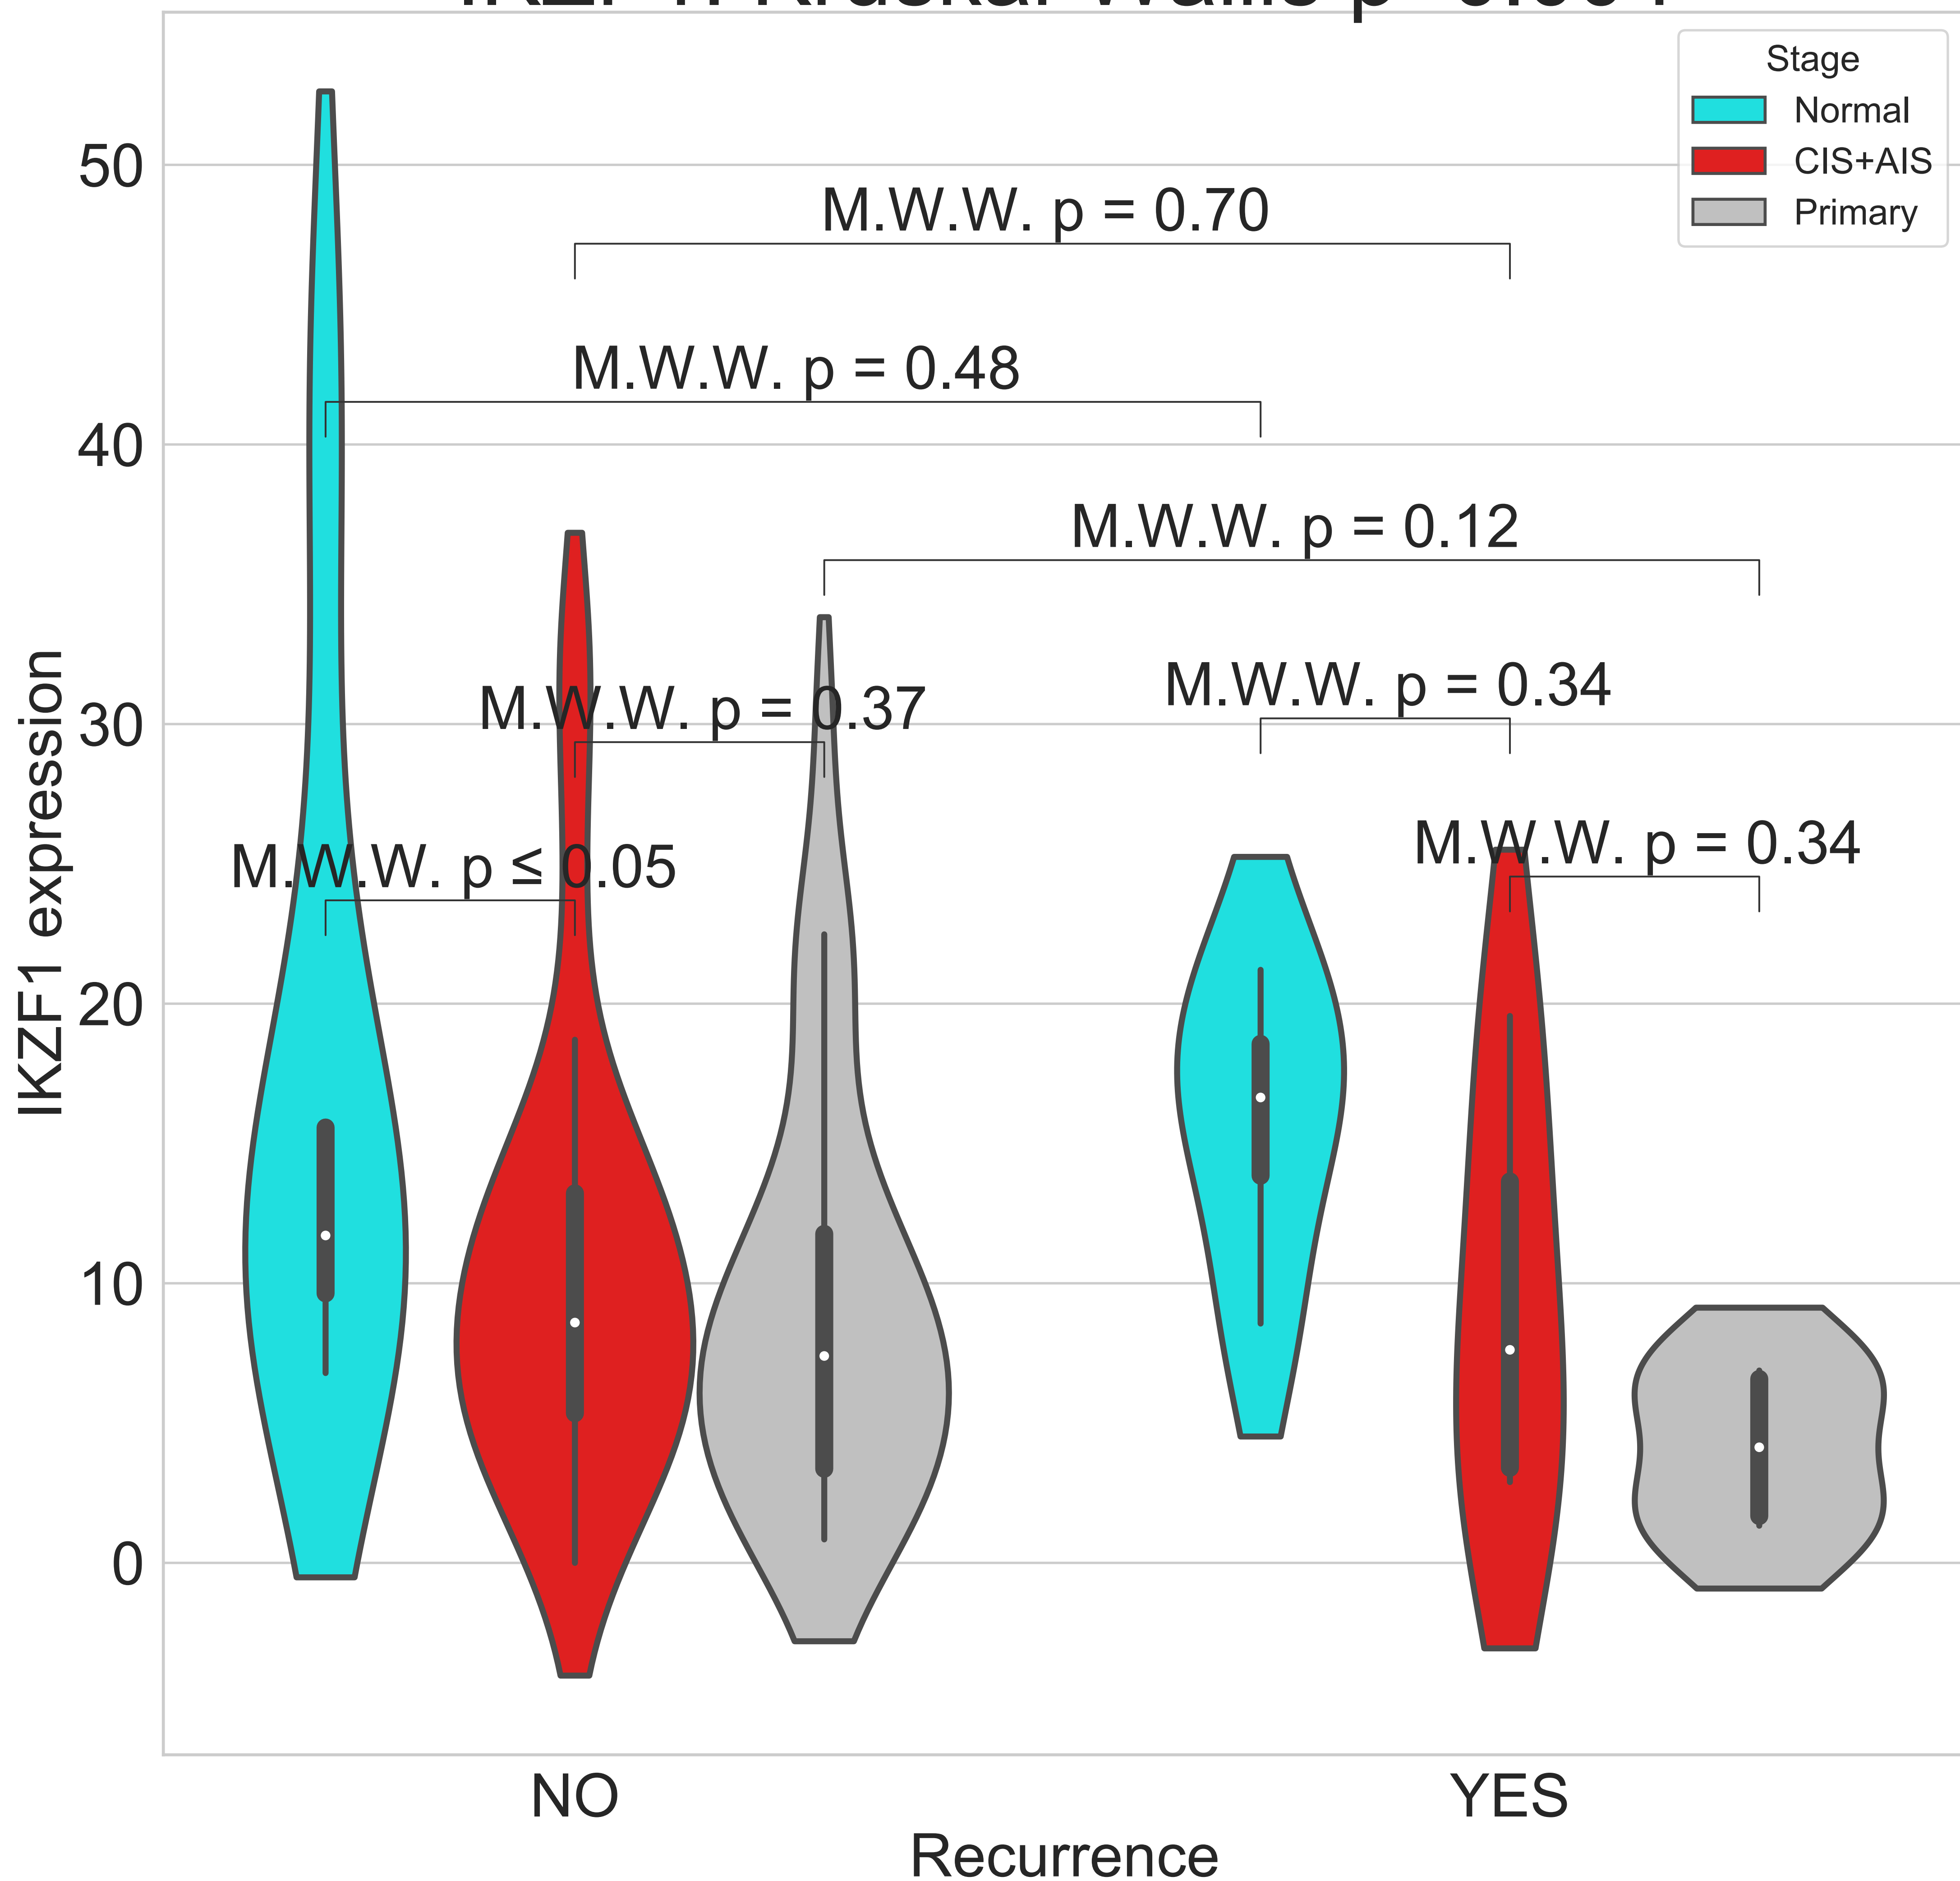 Stage
Normal
CIS+AIS
Primary
50
40
30
20
10
0
IKZF1 expression
M.W.W. p = 0.70
M.W.W. p = 0.48
M.W.W. p = 0.12
M.W.W. p = 0.37
M.W.W. p = 0.34
M.W.W. p ≤ 0.05
M.W.W. p = 0.34
NO
YES
Recurrence